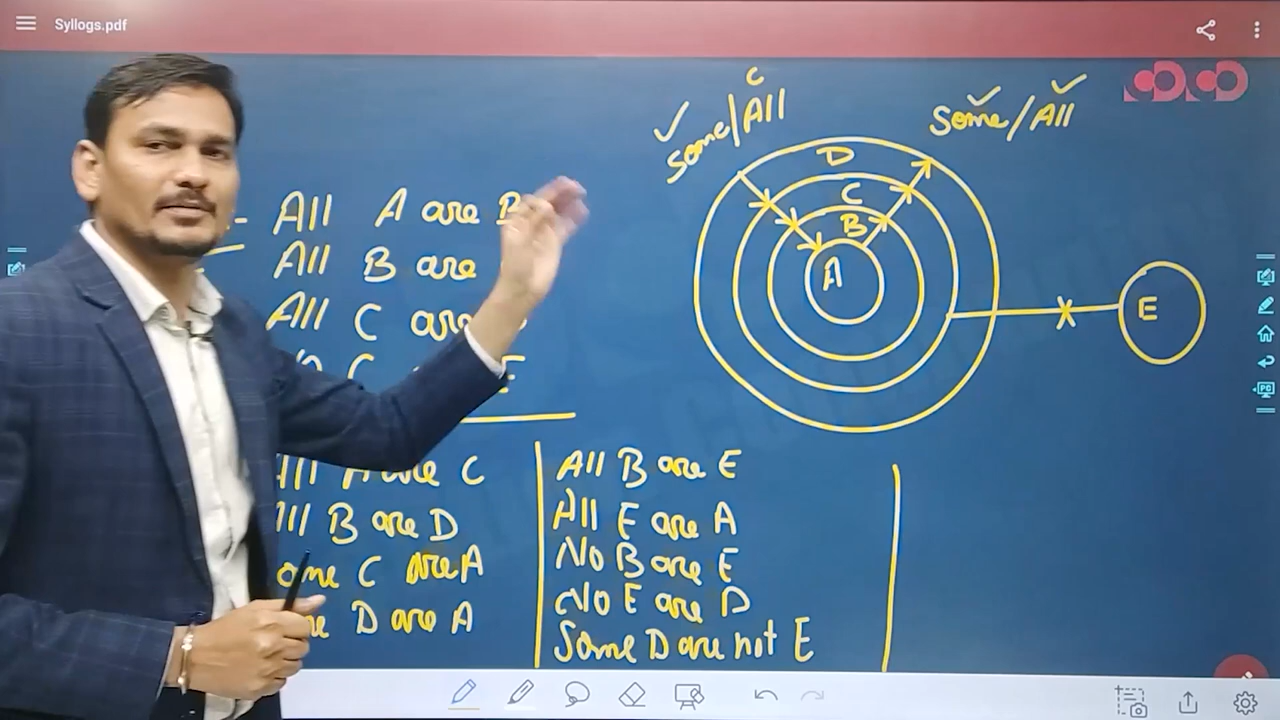 Syllogs.pdf
All A are B
All B are
All C are
C E
All A are C
All B are D
Some C are A
D are A
All B are E
All E are A
No B are E
No E are D
Some D are not E
Some/All
C
Some/All
D
C
B
A
E